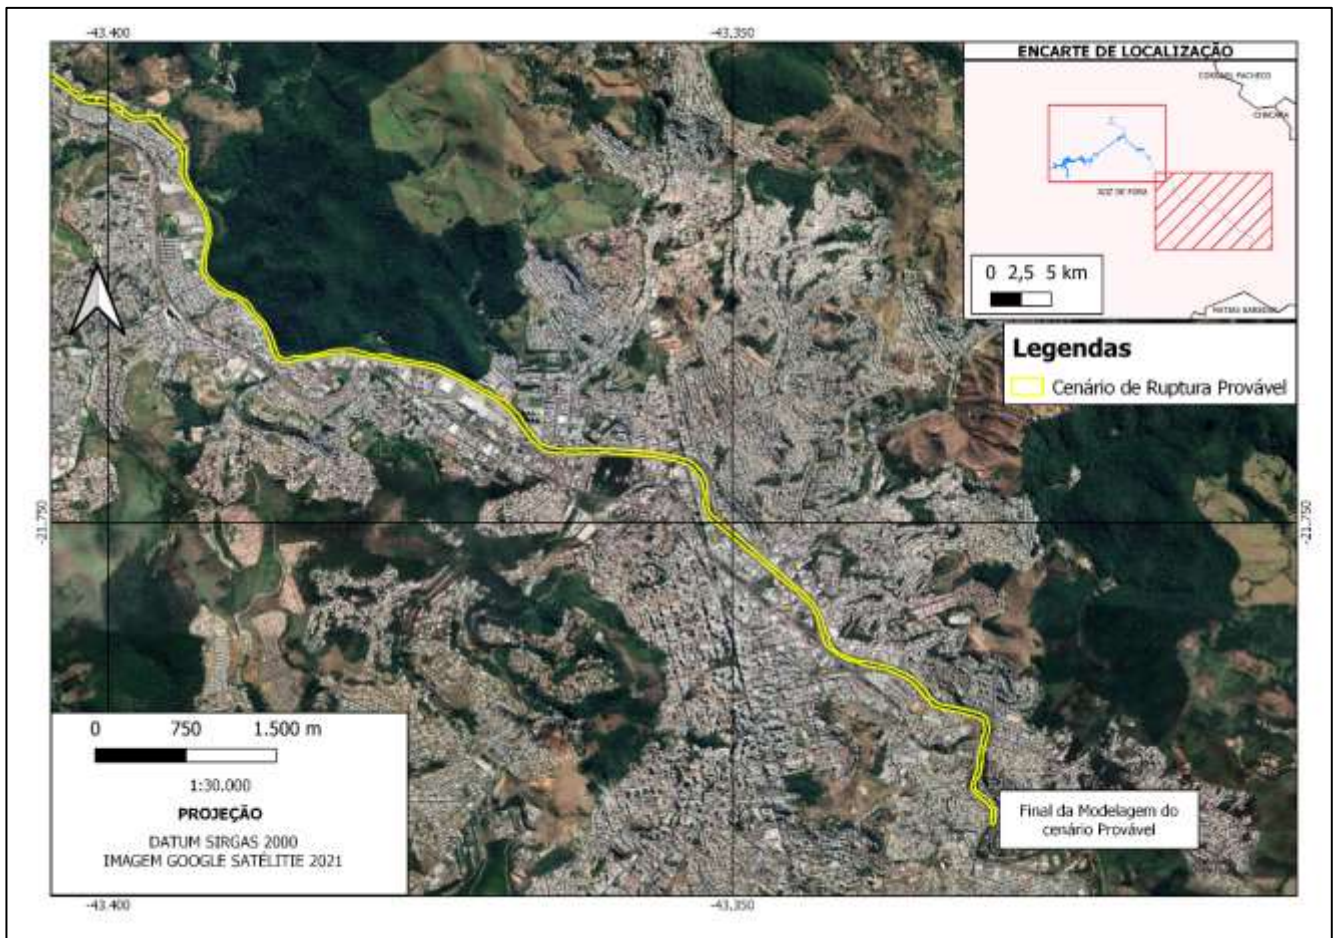 -43.400
-43.350
ENCARTE DE LOCALIZAÇÃO
CHÁCARA
JUIZ DE FORA
0 2,5 5 km
MATIAS BARBOSA
Legendas
Cenário de Ruptura Provável
-21.750
-21.750
0 750 1.500 m
1:30.000
PROJEÇÃO
DATUM SIRGAS 2000
IMAGEM GOOGLE SATÉLITIE 2021
Final da Modelagem do
cenário Provável
-43.400
-43.350